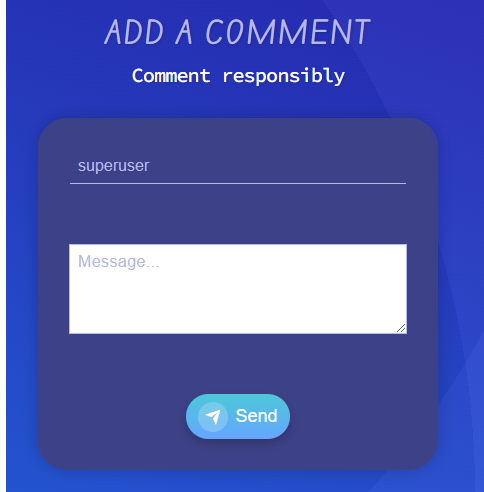 ADD A COMMENT
Comment responsibly
superuser
Message...
Send